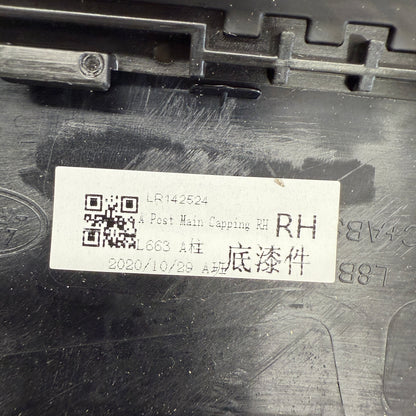 LR142524
A Post Main Capping RH
RH
L663 A柱
2020/10/29 A班
底漆件